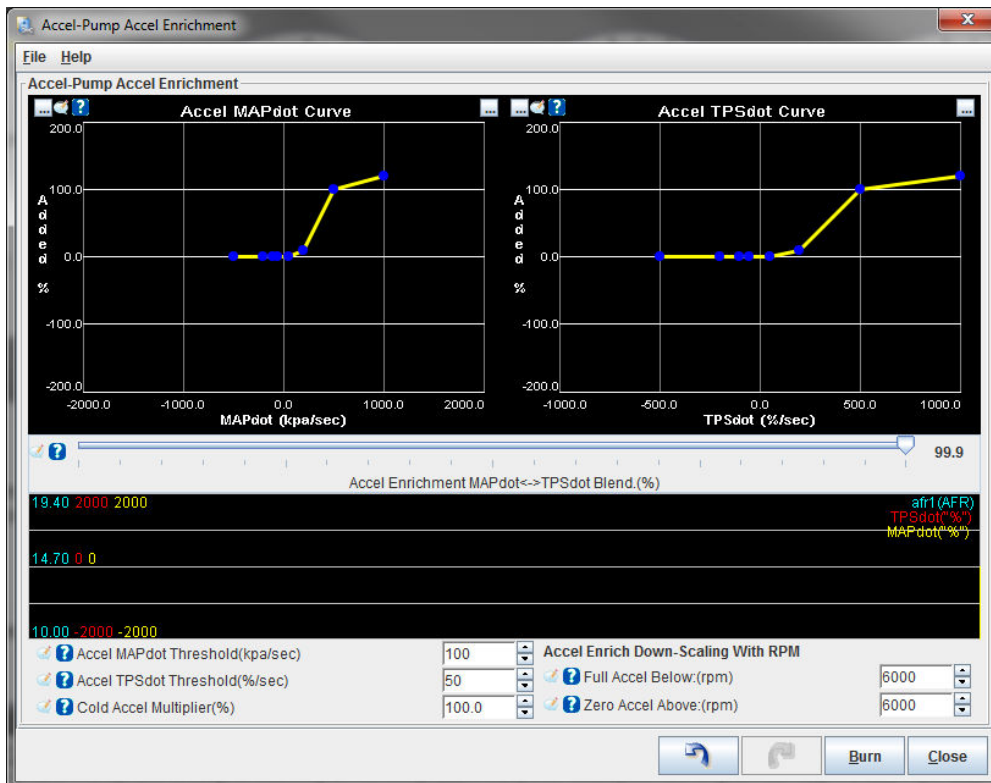 Accel-Pump Accel Enrichment
File Help
Accel-Pump Accel Enrichment
... ? Accel MAPdot Curve ...
200.0
100.0
0.0
-100.0
-200.0
Added %
-2000.0 -1000.0 0.0 1000.0 2000.0
MAPdot (kpa/sec)
... ? Accel TPSdot Curve ...
200.0
100.0
0.0
-100.0
-200.0
Added %
-1000.0 -500.0 0.0 500.0 1000.0
TPSdot (%/sec)
? 99.9
Accel Enrichment MAPdot<->TPSdot Blend.(%)
19.40 2000 2000 afr1(AFR)
TPSdot("%")
MAPdot("%")
14.70 0 0
10.00 -2000 -2000
? Accel MAPdot Threshold(kpa/sec) 100
? Accel TPSdot Threshold(%/sec) 50
? Cold Accel Multiplier(%) 100.0
Accel Enrich Down-Scaling With RPM
? Full Accel Below:(rpm) 6000
? Zero Accel Above:(rpm) 6000
Burn Close